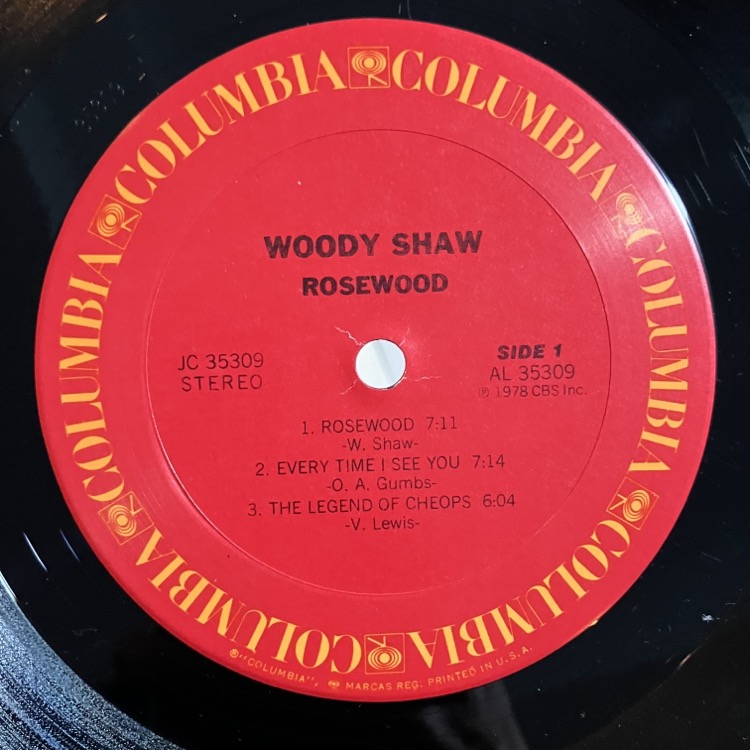 COLUMBIA COLUMBIA COLUMBIA COLUMBIA COLUMBIA COLUMBIA COLUMBIA COLUMBIA
WOODY SHAW
ROSEWOOD
JC 35309
STEREO
SIDE 1
AL 35309
℗ 1978 CBS Inc.
1. ROSEWOOD 7:11
-W. Shaw-
2. EVERY TIME I SEE YOU 7:14
-O. A. Gumbs-
3. THE LEGEND OF CHEOPS 6:04
-V. Lewis-
®"COLUMBIA", MARCAS REG. PRINTED IN U.S.A.